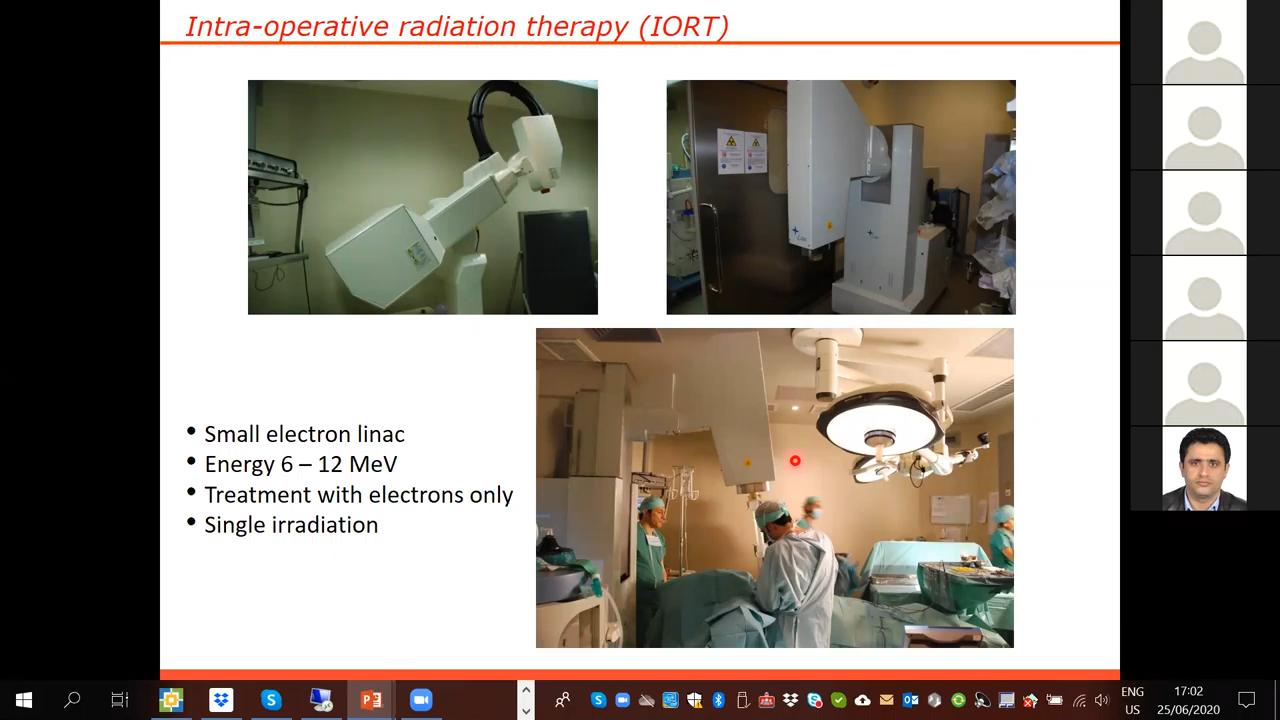 Intra-operative radiation therapy (IORT)
• Small electron linac
• Energy 6 – 12 MeV
• Treatment with electrons only
• Single irradiation
ENG
US
17:02
25/06/2020